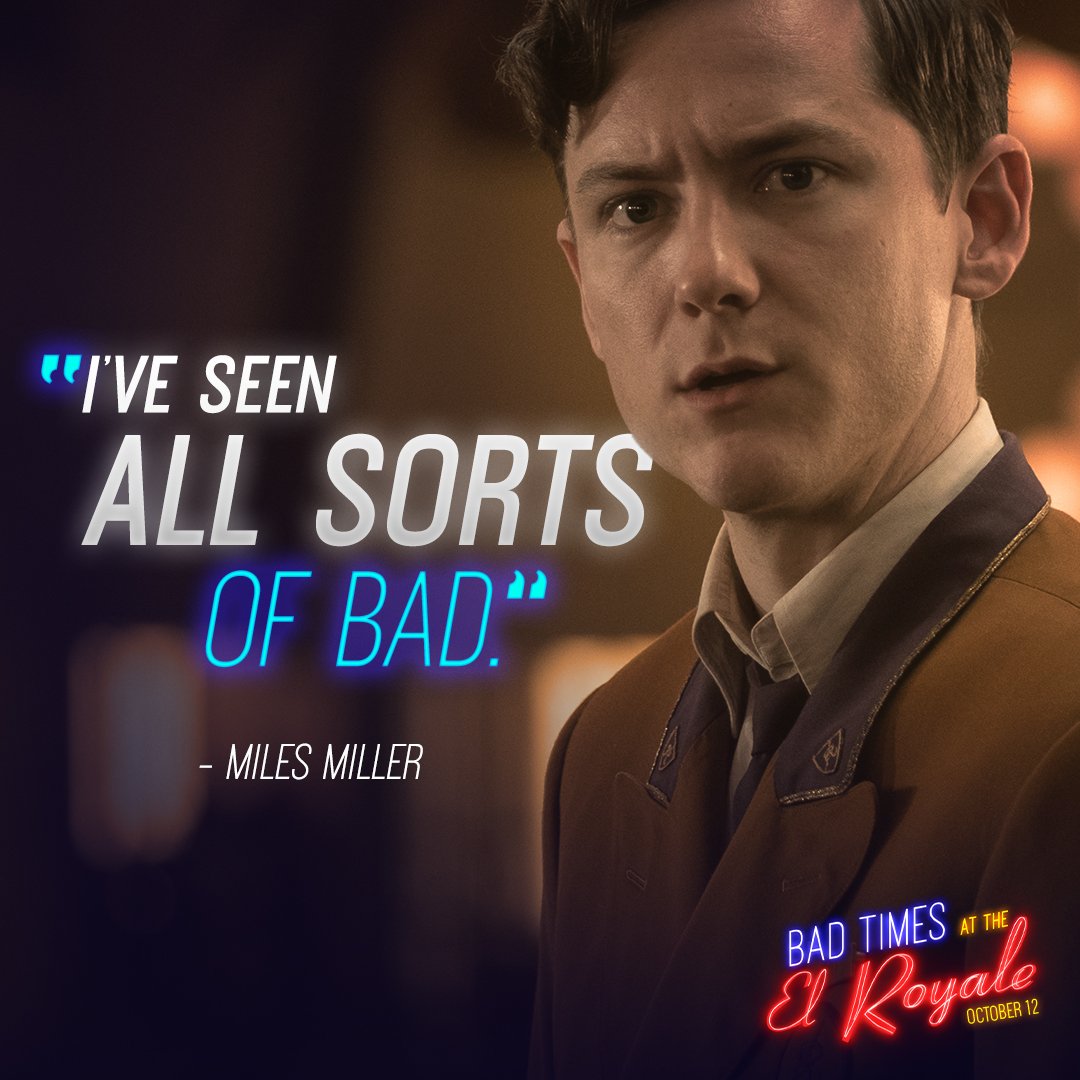 "I'VE SEEN
ALL SORTS
OF BAD."
- MILES MILLER
BAD TIMES AT THE
El Royale
OCTOBER 12